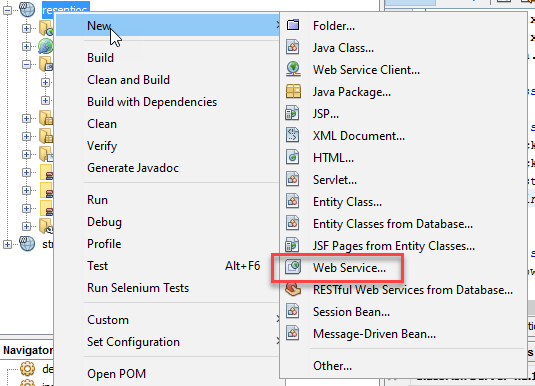 New
Build
Clean and Build
Build with Dependencies
Clean
Verify
Generate Javadoc
Run
Debug
Profile
Test Alt+F6
Run Selenium Tests
Custom
Set Configuration
Open POM
Folder...
Java Class...
Web Service Client...
Java Package...
JSP...
XML Document...
HTML...
Servlet...
Entity Class...
Entity Classes from Database...
JSF Pages from Entity Classes...
Web Service...
RESTful Web Services from Database...
Session Bean...
Message-Driven Bean...
Other...
Navigator